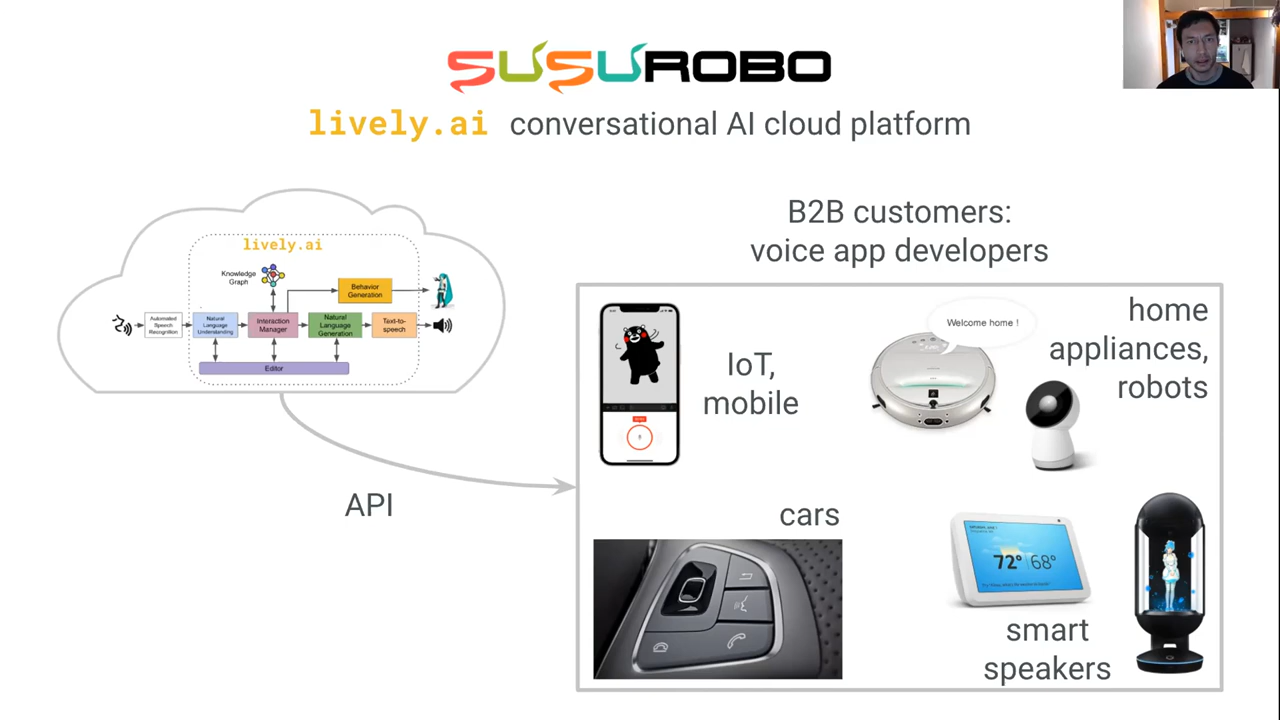 SUSUROBO
lively.ai conversational AI cloud platform
lively.ai
Knowledge
Graph
Behavior
Generation
Automated
Speech
Recognition
Natural
Language
Understanding
Interaction
Manager
Natural
Language
Generation
Text-to-
speech
Editor
API
B2B customers:
voice app developers
IoT,
mobile
Welcome home !
home
appliances,
robots
cars
72° 68°
smart
speakers